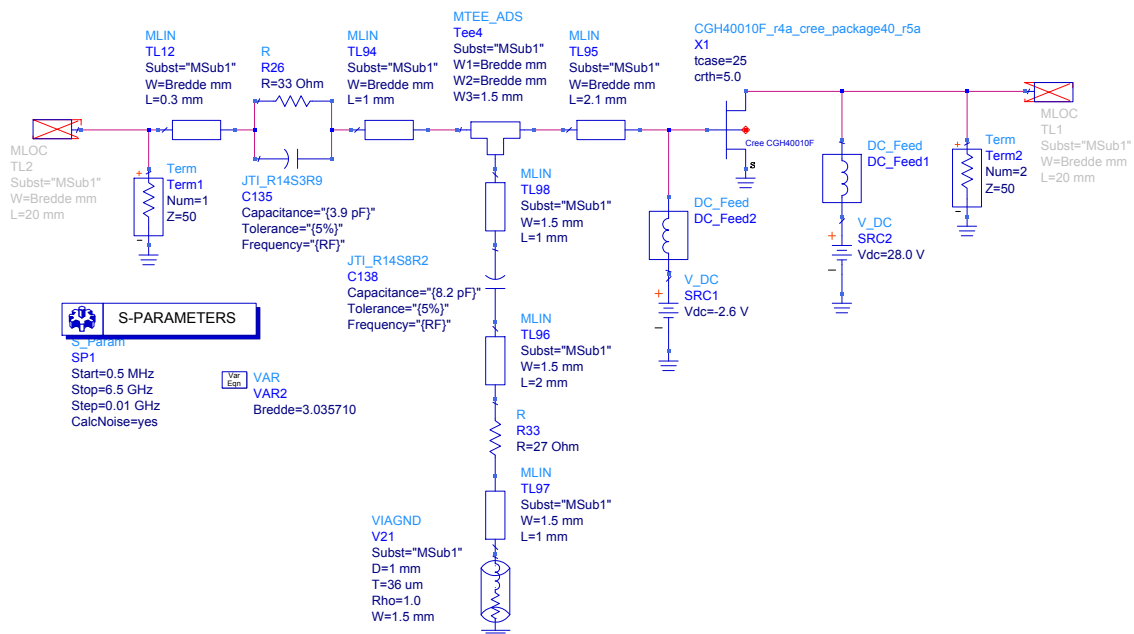 MLIN
TL12
Subst="MSub1"
W=Bredde mm
L=0.3 mm
R
R26
R=33 Ohm
MLIN
TL94
Subst="MSub1"
W=Bredde mm
L=1 mm
MTEE_ADS
Tee4
Subst="MSub1"
W1=Bredde mm
W2=Bredde mm
W3=1.5 mm
MLIN
TL95
Subst="MSub1"
W=Bredde mm
L=2.1 mm
CGH40010F_r4a_cree_package40_r5a
X1
tcase=25
crth=5.0
Cree CGH40010F
S
MLOC
TL2
Subst="MSub1"
W=Bredde mm
L=20 mm
+
Term
Term1
Num=1
Z=50
-
JTI_R14S3R9
C135
Capacitance="{3.9 pF}"
Tolerance="{5%}"
Frequency="{RF}"
MLIN
TL98
Subst="MSub1"
W=1.5 mm
L=1 mm
DC_Feed
DC_Feed2
DC_Feed
DC_Feed1
+
Term
Term2
Num=2
Z=50
-
MLOC
TL1
Subst="MSub1"
W=Bredde mm
L=20 mm
JTI_R14S8R2
C138
Capacitance="{8.2 pF}"
Tolerance="{5%}"
Frequency="{RF}"
V_DC
SRC1
Vdc=-2.6 V
+
-
V_DC
SRC2
Vdc=28.0 V
+
-
S-PARAMETERS
S_Param
SP1
Start=0.5 MHz
Stop=6.5 GHz
Step=0.01 GHz
CalcNoise=yes
Var
Eqn
VAR
VAR2
Bredde=3.035710
MLIN
TL96
Subst="MSub1"
W=1.5 mm
L=2 mm
R
R33
R=27 Ohm
MLIN
TL97
Subst="MSub1"
W=1.5 mm
L=1 mm
VIAGND
V21
Subst="MSub1"
D=1 mm
T=36 um
Rho=1.0
W=1.5 mm